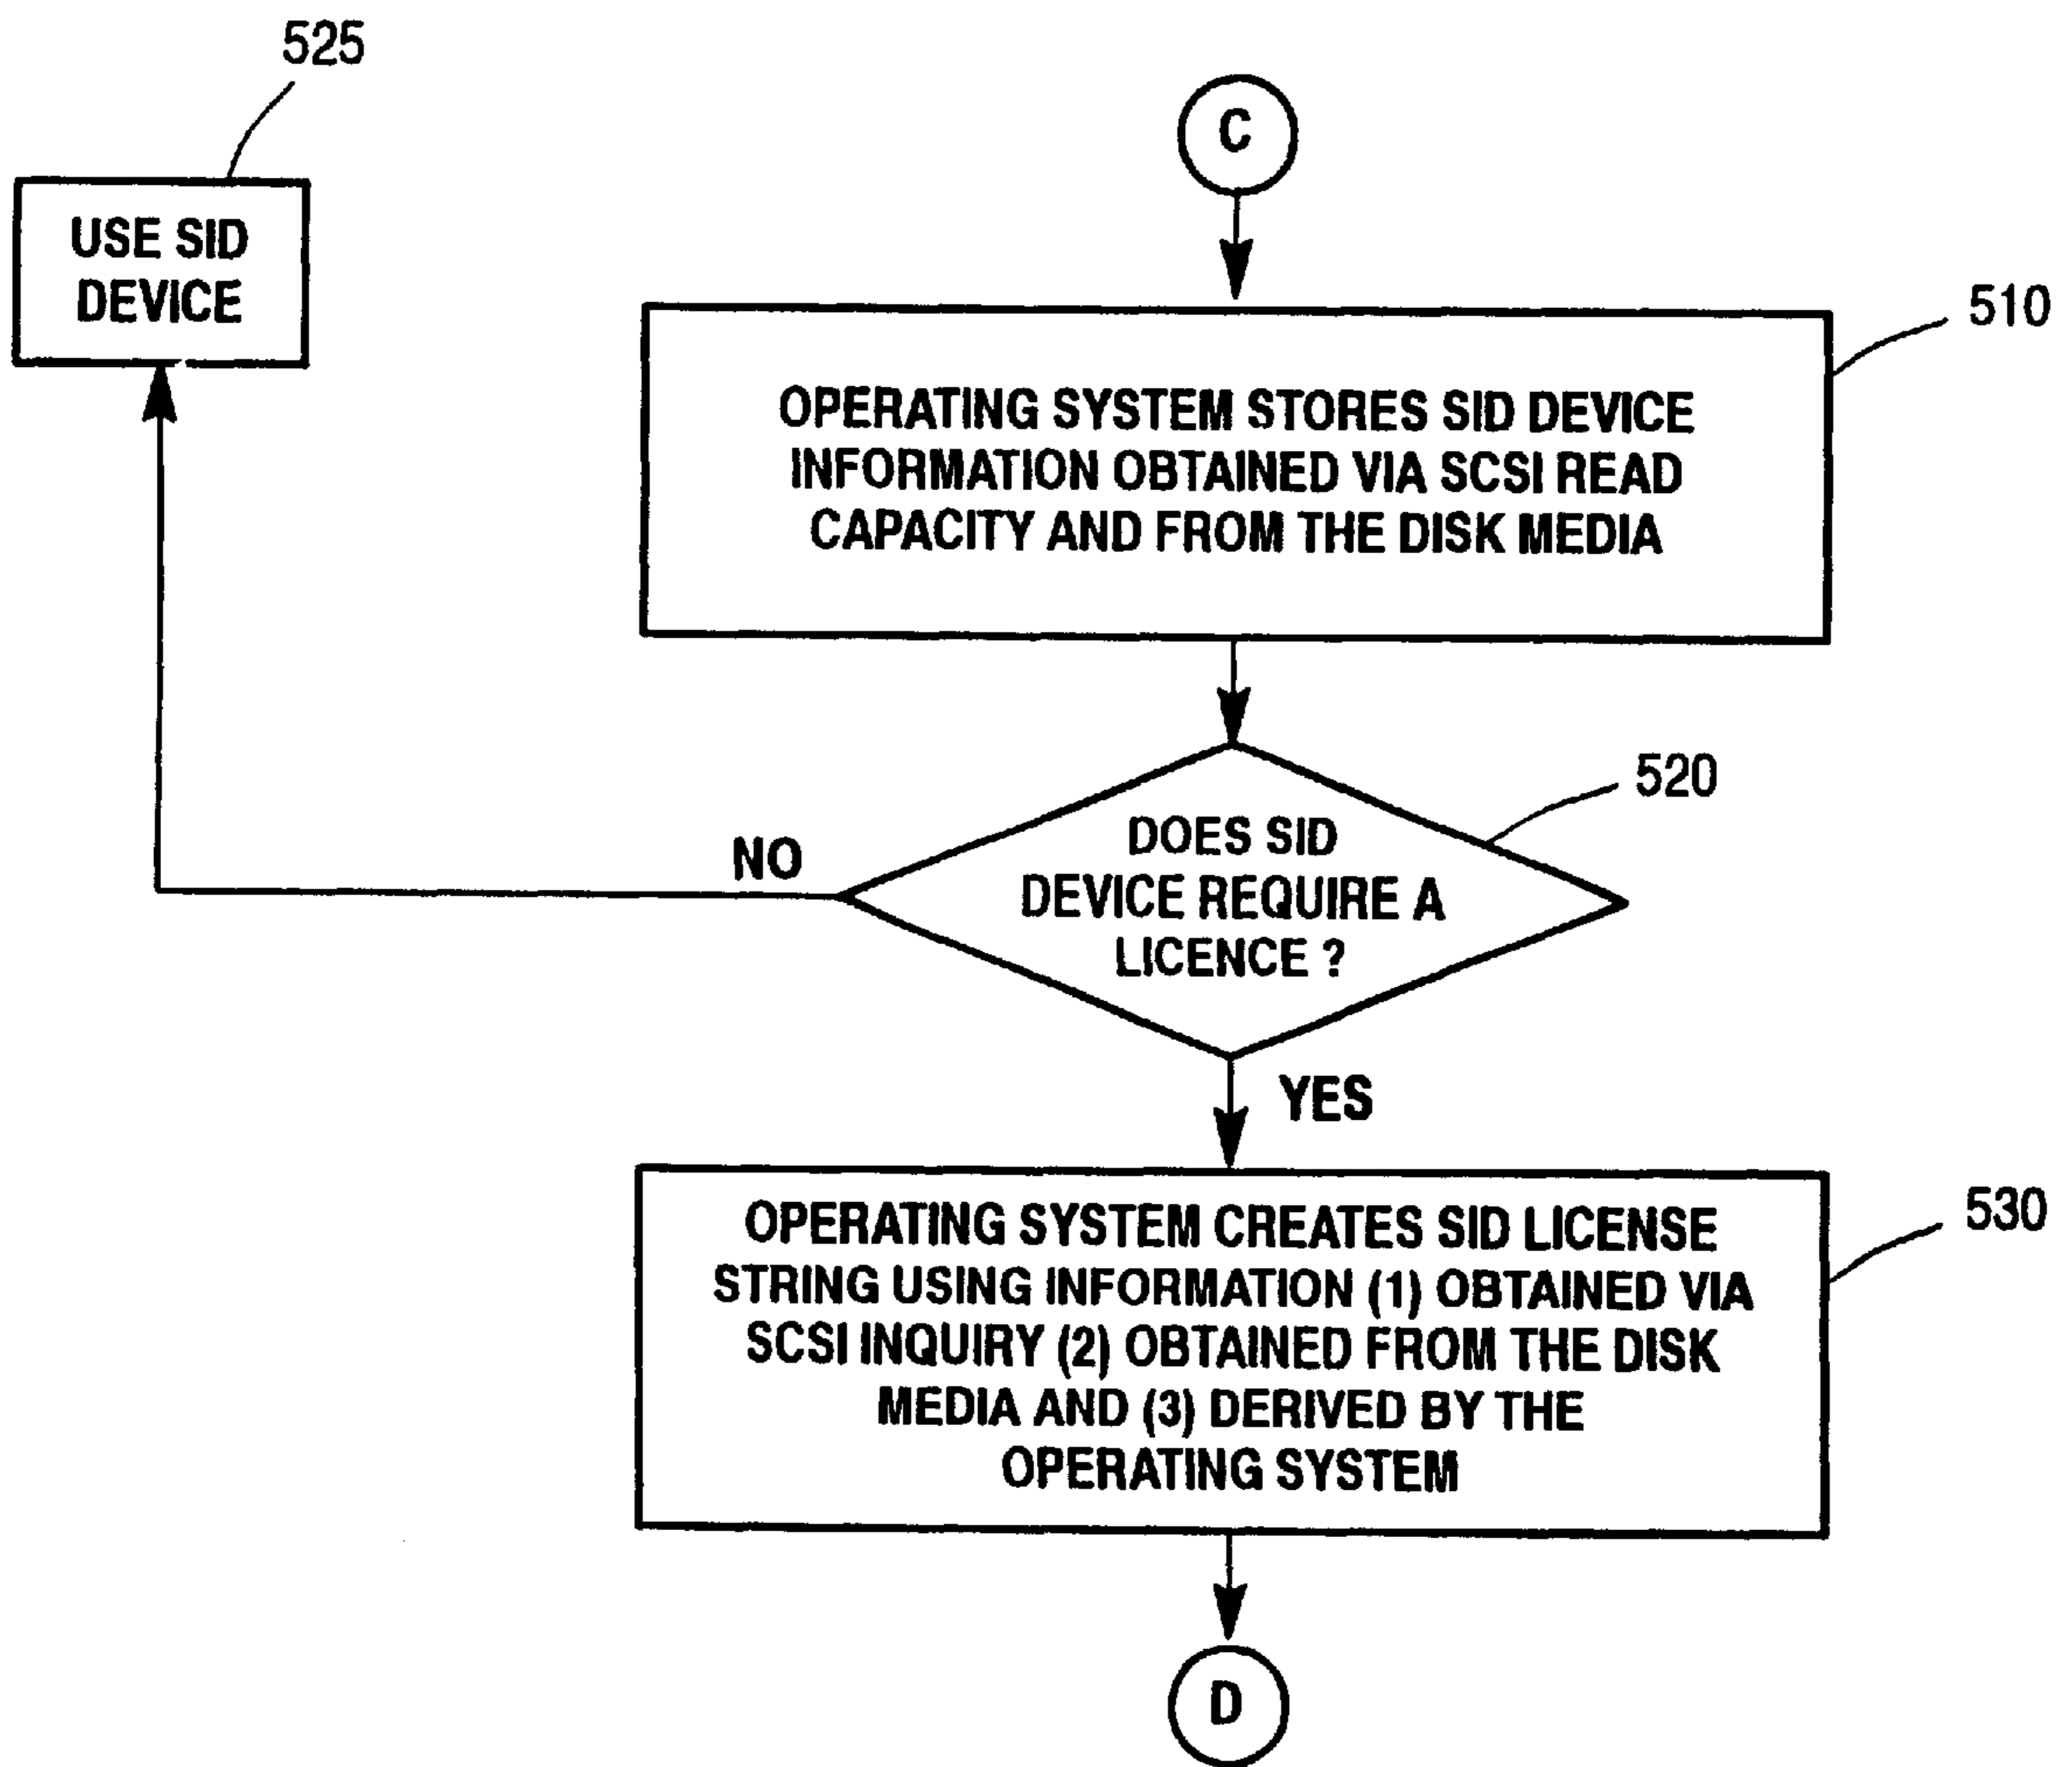 525
C
USE SID
DEVICE
510
OPERATING SYSTEM STORES SID DEVICE
INFORMATION OBTAINED VIA SCSI READ
CAPACITY AND FROM THE DISK MEDIA
520
DOES SID
DEVICE REQUIRE A
LICENCE ?
NO
YES
530
OPERATING SYSTEM CREATES SID LICENSE
STRING USING INFORMATION (1) OBTAINED VIA
SCSI INQUIRY (2) OBTAINED FROM THE DISK
MEDIA AND (3) DERIVED BY THE
OPERATING SYSTEM
D